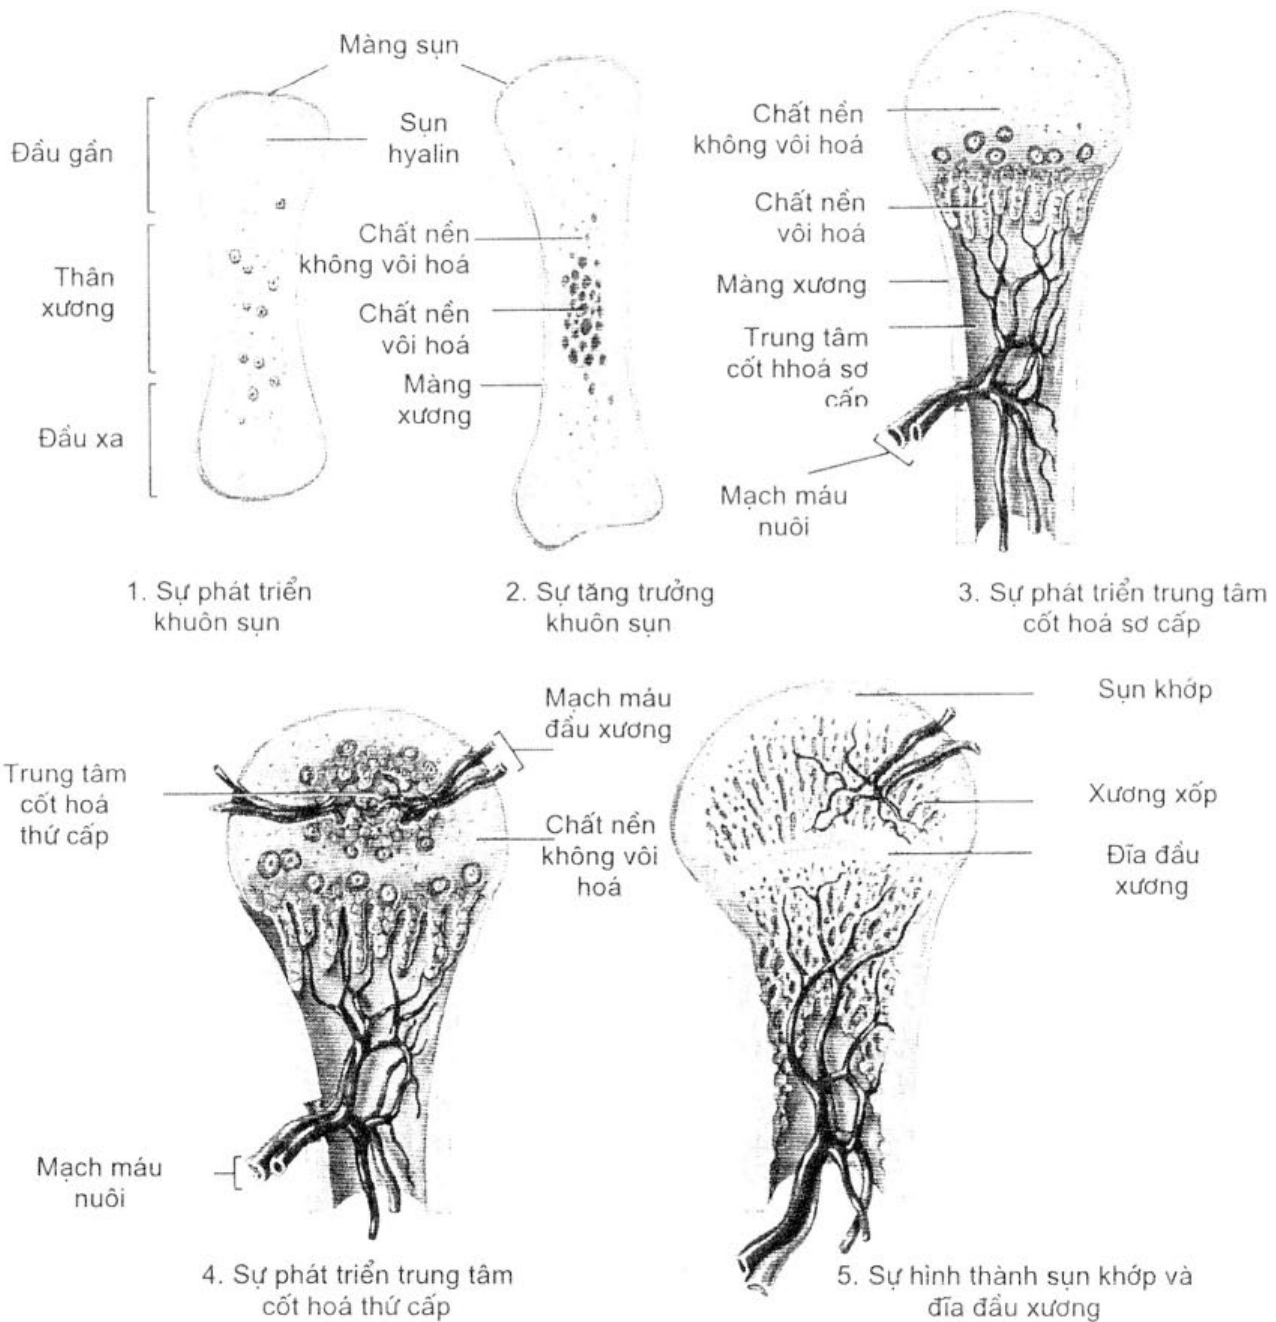 Màng sụn
Đầu gần
Sụn
hyalin
Thân
xương
Chất nền
không vôi hoá
Chất nền
vôi hoá
Màng
xương
Đầu xa
Chất nền
không vôi hoá
Chất nền
vôi hoá
Màng xương
Trung tâm
cốt hhoá sơ
cấp
Mạch máu
nuôi
1. Sự phát triển
khuôn sụn
2. Sự tăng trưởng
khuôn sụn
3. Sự phát triển trung tâm
cốt hoá sơ cấp
Trung tâm
cốt hoá
thứ cấp
Mạch máu
đầu xương
Chất nền
không vôi
hoá
Mạch máu
nuôi
Sụn khớp
Xương xốp
Đĩa đầu
xương
4. Sự phát triển trung tâm
cốt hoá thứ cấp
5. Sự hình thành sụn khớp và
đĩa đầu xương